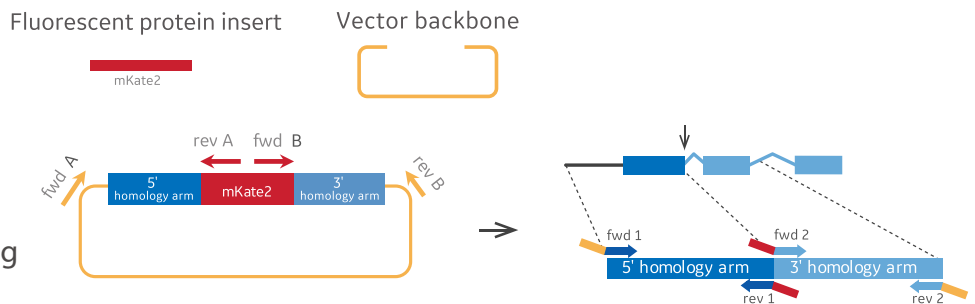 Fluorescent protein insert
Vector backbone
mKate2
rev A fwd B
fwd A
rev B
5'
homology arm
mKate2
3'
homology arm
g
fwd 1
fwd 2
5' homology arm
3' homology arm
rev 1
rev 2